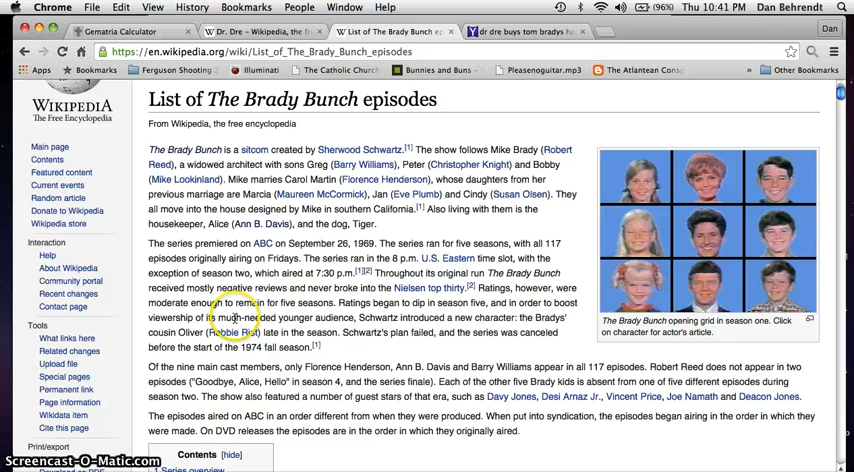 Chrome File Edit View History Bookmarks People Window Help (96%) Thu 10:41 PM Dan Behrendt
Gematria Calculator Dr. Dre - Wikipedia, the f List of The Brady Bunch ep dr dre buys tom bradys ho Dan
https://en.wikipedia.org/wiki/List_of_The_Brady_Bunch_episodes
Apps Bookmarks Ferguson Shooting Illuminati The Catholic Church Bunnies and Buns - Pleasenoguitar.mp3 The Atlantean Cons » Other Bookmarks
WIKIPEDIA
The Free Encyclopedia
Main page
Contents
Featured content
Current events
Random article
Donate to Wikipedia
Wikipedia store
Interaction
Help
About Wikipedia
Community portal
Recent changes
Contact page
Tools
What links here
Related changes
Upload file
Special pages
Permanent link
Page information
Wikidata item
Cite this page
Print/export
List of The Brady Bunch episodes
From Wikipedia, the free encyclopedia
The Brady Bunch is a sitcom created by Sherwood Schwartz.[1] The show follows Mike Brady (Robert
Reed), a widowed architect with sons Greg (Barry Williams), Peter (Christopher Knight) and Bobby
(Mike Lookinland). Mike marries Carol Martin (Florence Henderson), whose daughters from her
previous marriage are Marcia (Maureen McCormick), Jan (Eve Plumb) and Cindy (Susan Olsen). They
all move into the house designed by Mike in southern California.[1] Also living with them is the
housekeeper, Alice (Ann B. Davis), and the dog, Tiger.
The series premiered on ABC on September 26, 1969. The series ran for five seasons, with all 117
episodes originally airing on Fridays. The series ran in the 8 p.m. U.S. Eastern time slot, with the
exception of season two, which aired at 7:30 p.m.[1][2] Throughout its original run The Brady Bunch
received mostly negative reviews and never broke into the Nielsen top thirty.[2] Ratings, however, were
moderate enough to remain for five seasons. Ratings began to dip in season five, and in order to boost
viewership of its much-needed younger audience, Schwartz introduced a new character: the Bradys'
cousin Oliver (Robbie Rist) late in the season. Schwartz's plan failed, and the series was canceled
before the start of the 1974 fall season.[1]
The Brady Bunch opening grid in season one. Click
on character for actor's article.
Of the nine main cast members, only Florence Henderson, Ann B. Davis and Barry Williams appear in all 117 episodes. Robert Reed does not appear in two
episodes ("Goodbye, Alice, Hello" in season 4, and the series finale). Each of the other five Brady kids is absent from one of five different episodes during
season two. The show also featured a number of guest stars of that era, such as Davy Jones, Desi Arnaz Jr., Vincent Price, Joe Namath and Deacon Jones.
The episodes aired on ABC in an order different from when they were produced. When put into syndication, the episodes began airing in the order in which they
were made. On DVD releases the episodes are in the order in which they originally aired.
Contents [hide]
1 Series overview
Screencast-O-Matic.com